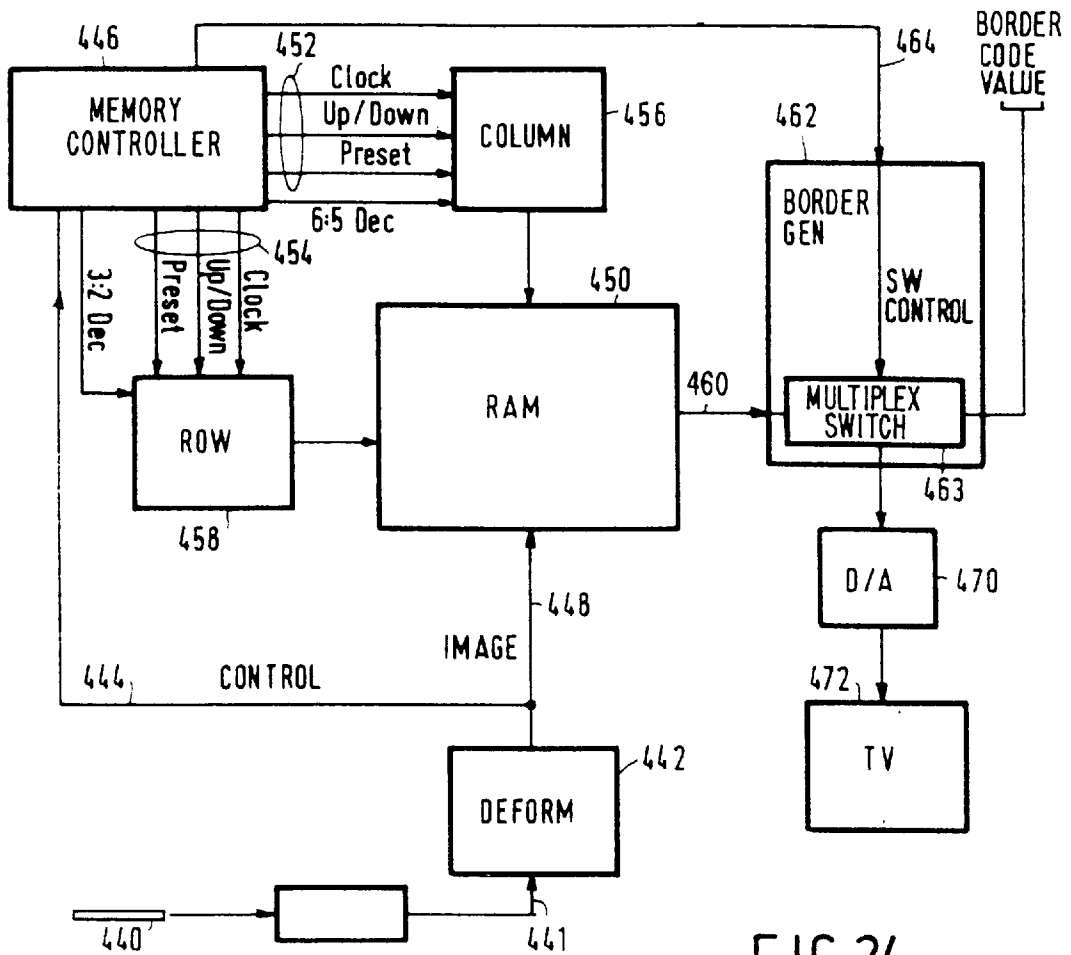 446
MEMORY
CONTROLLER
452
Clock
Up/Down
Preset
6:5 Dec
COLUMN
456
464
BORDER
CODE
VALUE
462
BORDER
GEN
SW
CONTROL
MULTIPLEX
SWITCH
463
454
3:2 Dec
Preset
Up/Down
Clock
ROW
458
450
RAM
460
D/A
470
472
TV
448
IMAGE
444
CONTROL
442
DEFORM
440
441